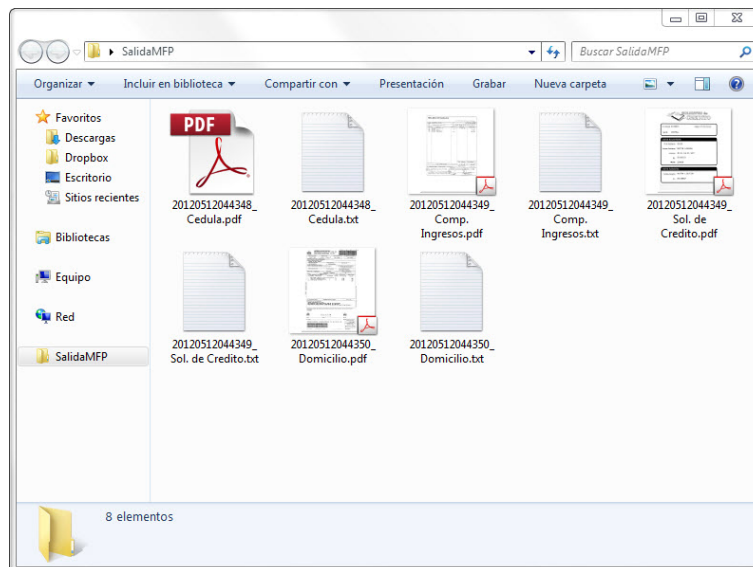 SalidaMFP
Buscar SalidaMFP
Organizar Incluir en biblioteca Compartir con Presentación Grabar Nueva carpeta
Favoritos
Descargas
Dropbox
Escritorio
Sitios recientes
Bibliotecas
Equipo
Red
SalidaMFP
PDF
20120512044348_
Cedula.pdf
20120512044348_
Cedula.txt
20120512044349_
Comp.
Ingresos.pdf
20120512044349_
Comp.
Ingresos.txt
20120512044349_
Sol. de
Credito.pdf
20120512044349_
Sol. de Credito.txt
20120512044350_
Domicilio.pdf
20120512044350_
Domicilio.txt
8 elementos